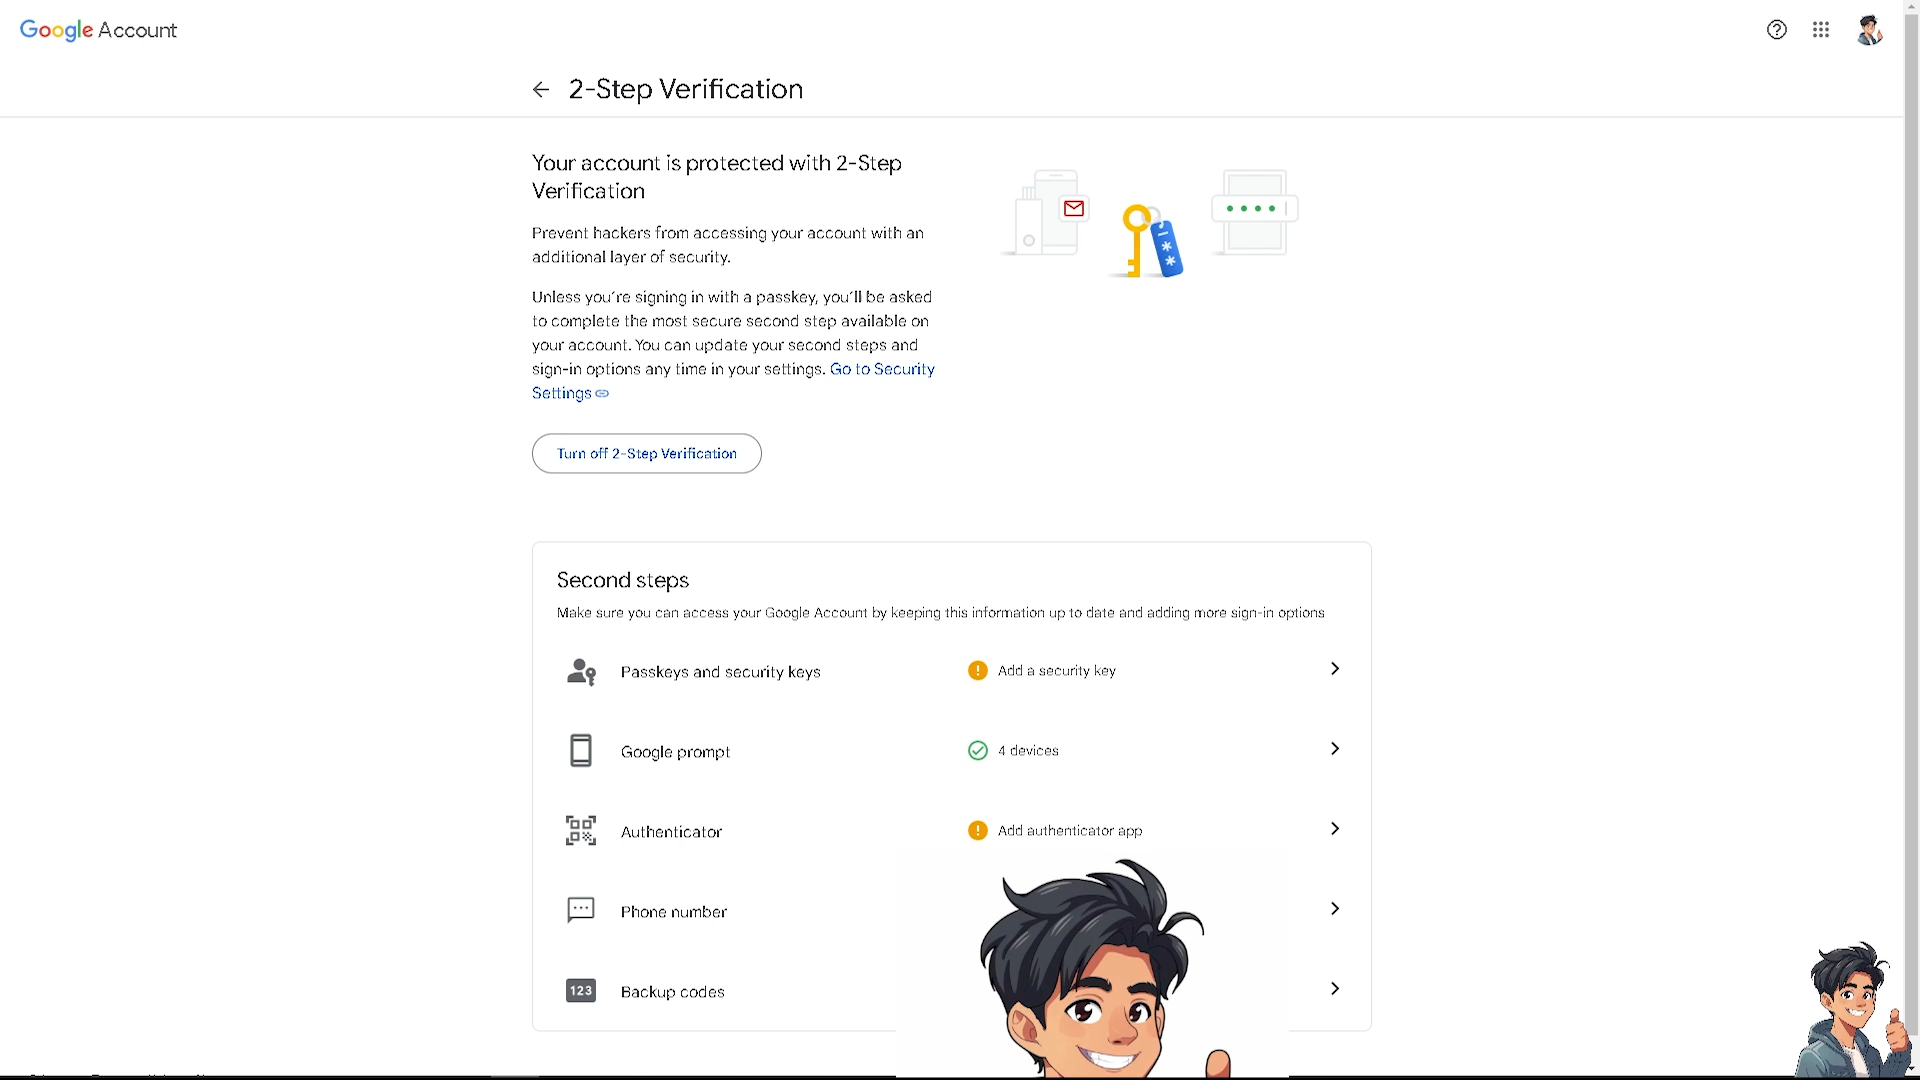 Google Account
2-Step Verification
Your account is protected with 2-Step
Verification
Prevent hackers from accessing your account with an
additional layer of security.
Unless you're signing in with a passkey, you'll be asked
to complete the most secure second step available on
your account. You can update your second steps and
sign-in options any time in your settings. Go to Security
Settings
Turn off 2-Step Verification
Second steps
Make sure you can access your Google Account by keeping this information up to date and adding more sign-in options
Passkeys and security keys
Add a security key
Google prompt
4 devices
Authenticator
Add authenticator app
Phone number
123
Backup codes